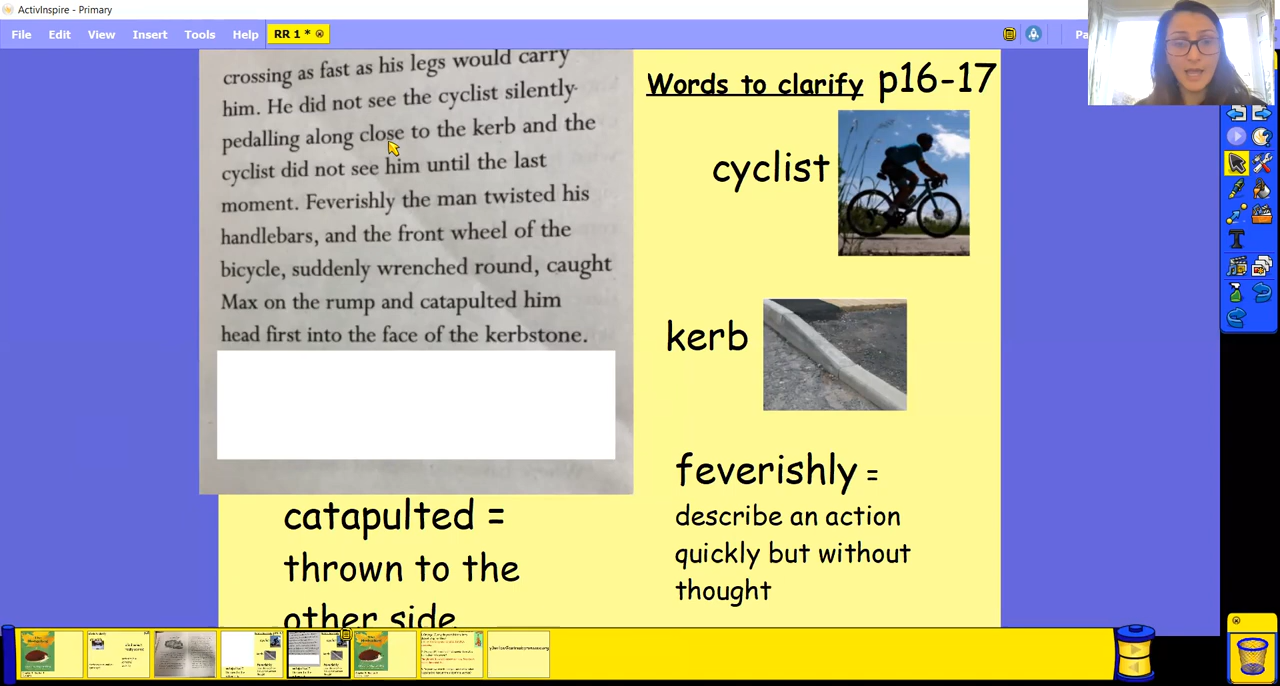 ActivInspire - Primary
File Edit View Insert Tools Help RR 1 * Pa
crossing as fast as his legs would carry
him. He did not see the cyclist silently
pedalling along close to the kerb and the
cyclist did not see him until the last
moment. Feverishly the man twisted his
handlebars, and the front wheel of the
bicycle, suddenly wrenched round, caught
Max on the rump and catapulted him
head first into the face of the kerbstone.
Words to clarify p16-17
cyclist
kerb
feverishly =
describe an action
quickly but without
thought
catapulted =
thrown to the
other side